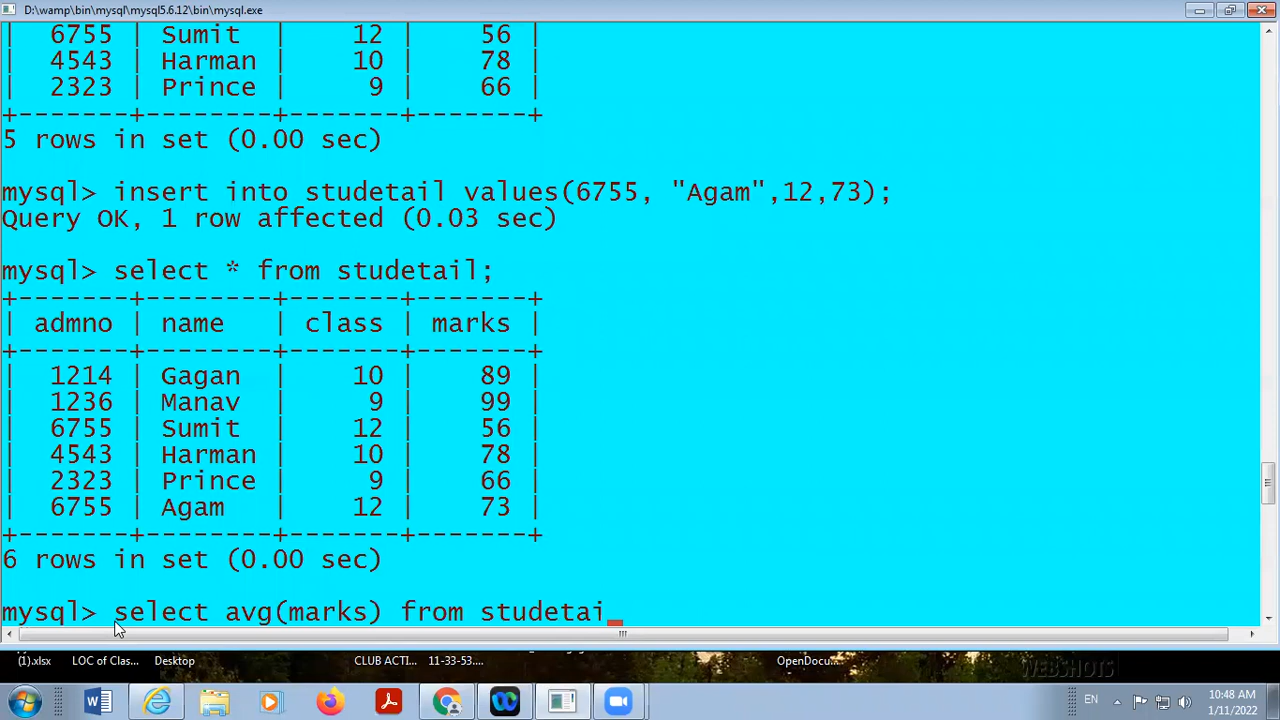 D:\wamp\bin\mysql\mysql5.6.12\bin\mysql.exe
| 6755 | Sumit | 12 | 56 |
| 4543 | Harman | 10 | 78 |
| 2323 | Prince | 9 | 66 |
+-------+--------+-------+-------+
5 rows in set (0.00 sec)
mysql> insert into studetail values(6755, "Agam",12,73);
Query OK, 1 row affected (0.03 sec)
mysql> select * from studetail;
+-------+--------+-------+-------+
| admno | name | class | marks |
+-------+--------+-------+-------+
| 1214 | Gagan | 10 | 89 |
| 1236 | Manav | 9 | 99 |
| 6755 | Sumit | 12 | 56 |
| 4543 | Harman | 10 | 78 |
| 2323 | Prince | 9 | 66 |
| 6755 | Agam | 12 | 73 |
+-------+--------+-------+-------+
6 rows in set (0.00 sec)
mysql> select avg(marks) from studetai
(1).xlsx LOC of Clas... Desktop CLUB ACTI... 11-33-53.... OpenDocu... WEBSHOTS
EN 10:48 AM
1/11/2022